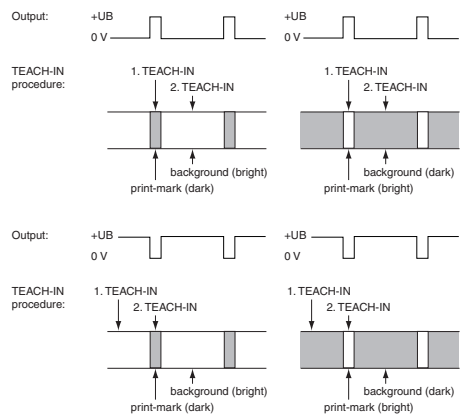 Output: +UB +UB
0 V 0 V
TEACH-IN procedure: 1. TEACH-IN 1. TEACH-IN
2. TEACH-IN 2. TEACH-IN
background (bright) background (dark)
print-mark (dark) print-mark (bright)
Output: +UB +UB
0 V 0 V
TEACH-IN procedure: 1. TEACH-IN 1. TEACH-IN
2. TEACH-IN 2. TEACH-IN
background (bright) background (dark)
print-mark (dark) print-mark (bright)